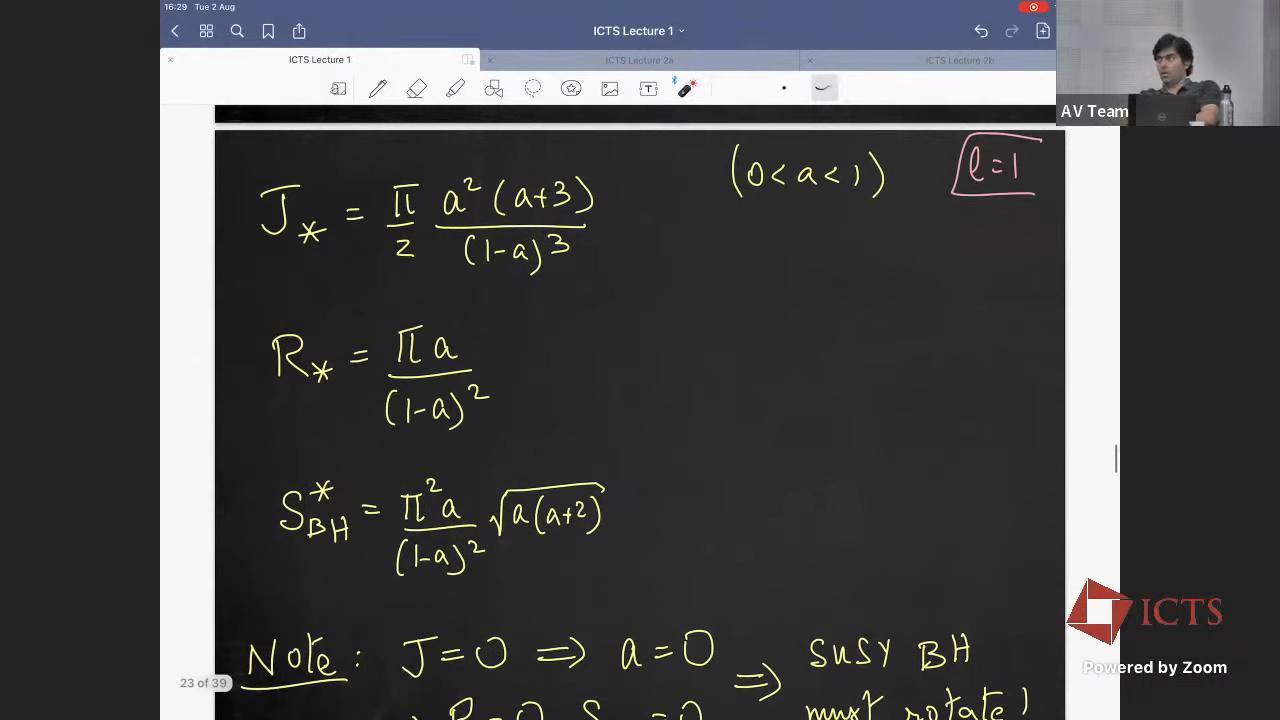 16:29 Tue 2 Aug
ICTS Lecture 1
ICTS Lecture 1
ICTS Lecture 2a
ICTS Lecture 2b
AV Team
J* = π/2 a²(a+3)/(1-a)³ (0<a<1) l=1
R* = πa/(1-a)²
S*BH = π²a/(1-a)² √a(a+2)
Note: J=0 ⇒ a=0 ⇒ SUSY BH
must rotate!
23 of 39
ICTS
Powered by Zoom